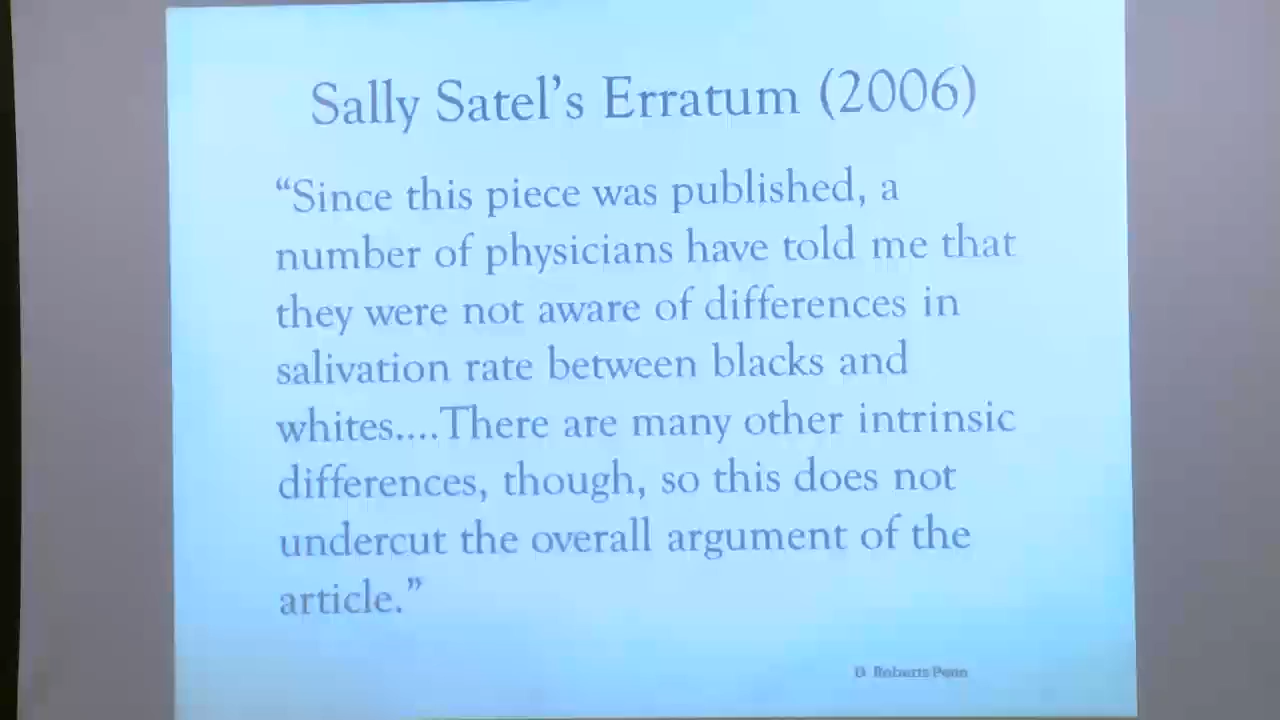 Sally Satel's Erratum (2006)
“Since this piece was published, a
number of physicians have told me that
they were not aware of differences in
salivation rate between blacks and
whites....There are many other intrinsic
differences, though, so this does not
undercut the overall argument of the
article.”
D Roberts Penn